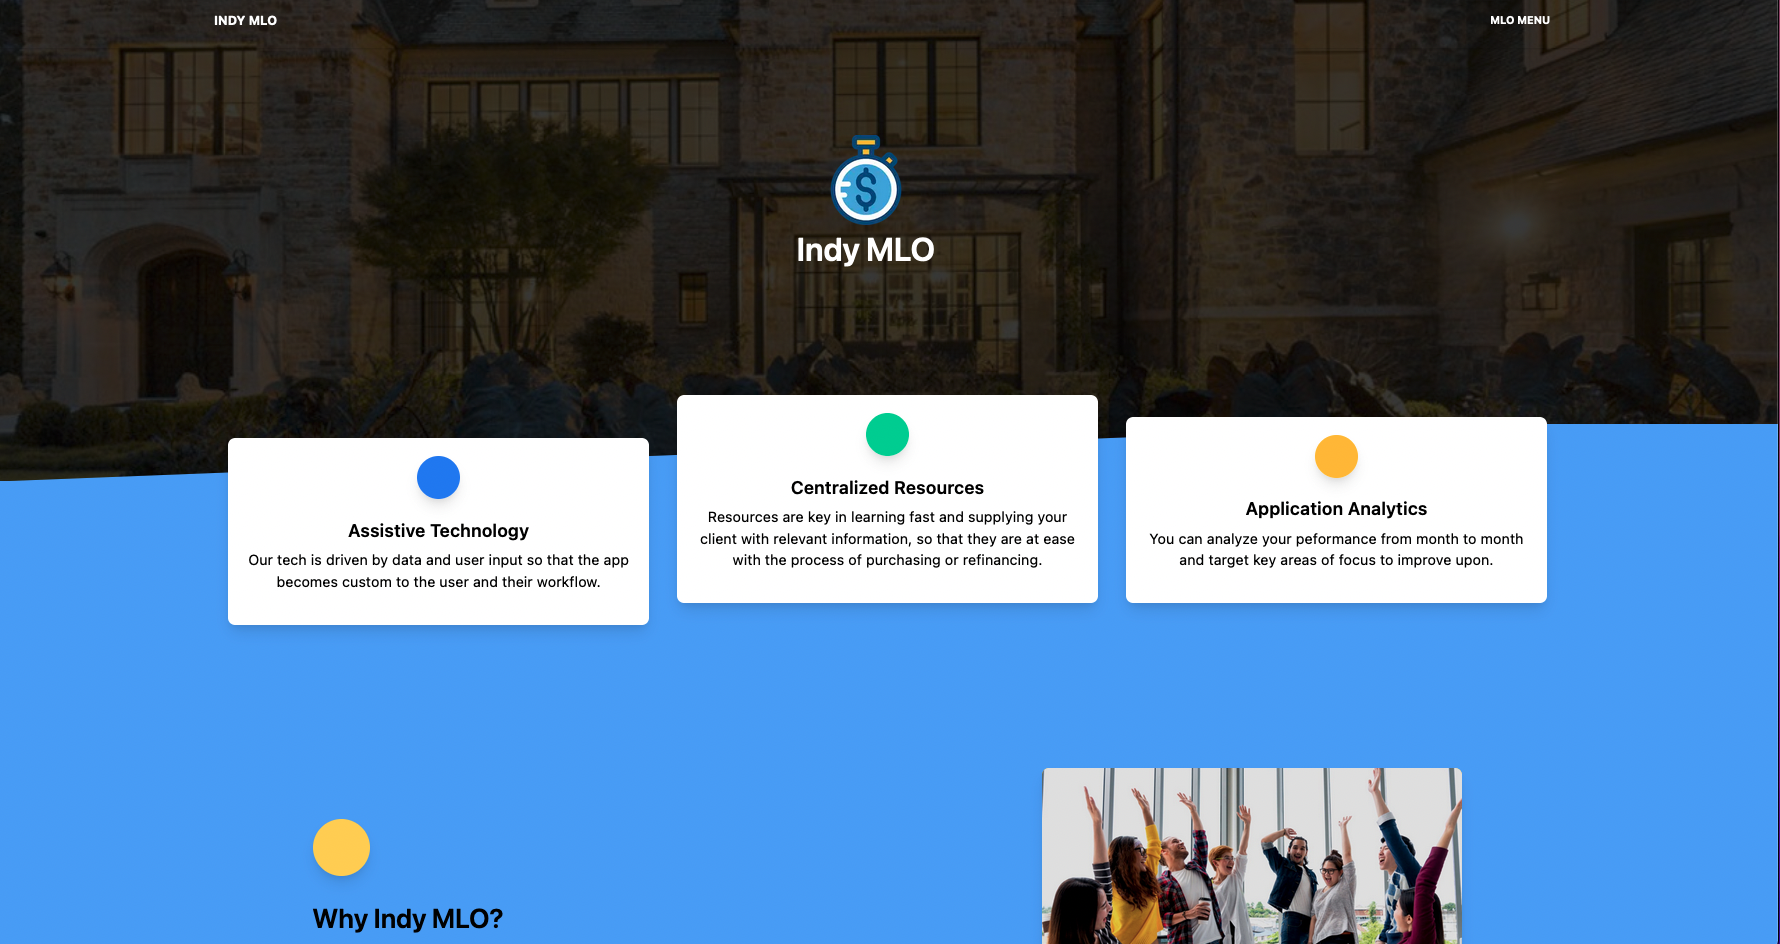 INDY MLO
MLO MENU
$
Indy MLO
Assistive Technology
Our tech is driven by data and user input so that the app
becomes custom to the user and their workflow.
Centralized Resources
Resources are key in learning fast and supplying your
client with relevant information, so that they are at ease
with the process of purchasing or refinancing.
Application Analytics
You can analyze your peformance from month to month
and target key areas of focus to improve upon.
Why Indy MLO?